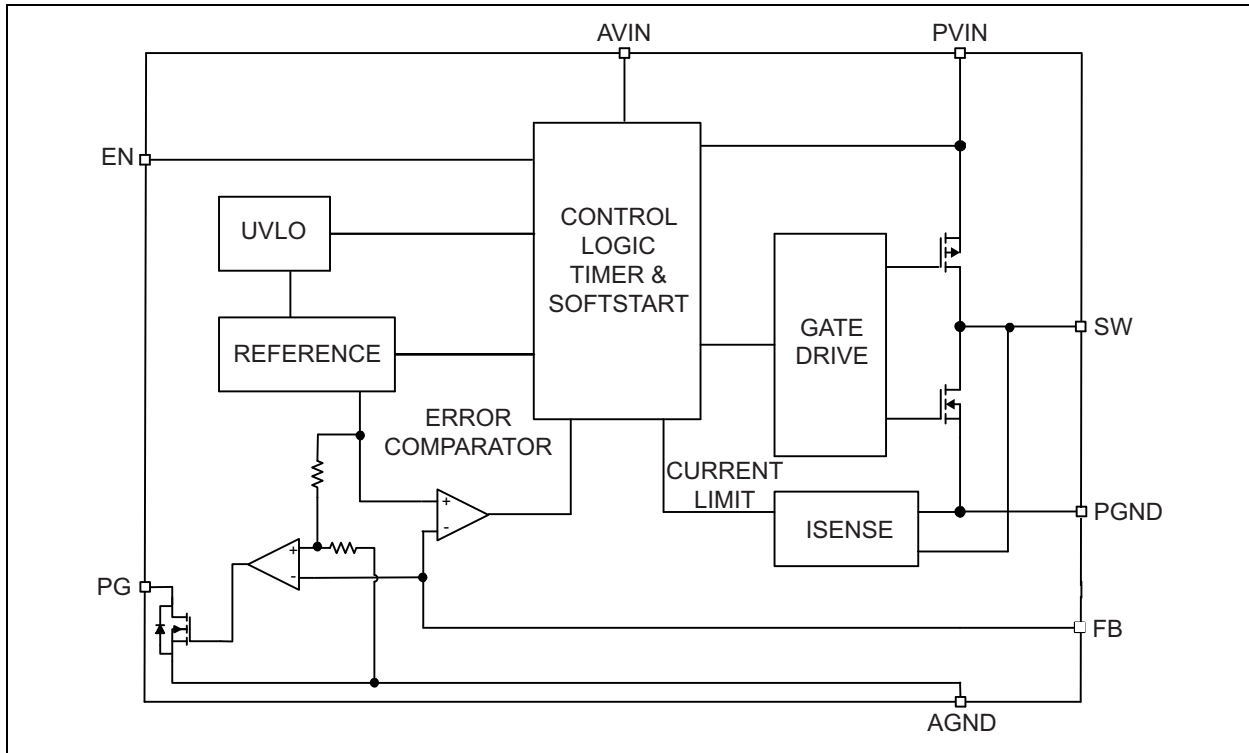 AVIN
PVIN
EN
UVLO
CONTROL
LOGIC
TIMER &
SOFTSTART
GATE
DRIVE
SW
REFERENCE
ERROR
COMPARATOR
CURRENT
LIMIT
ISENSE
PGND
+
-
+
-
PG
FB
AGND